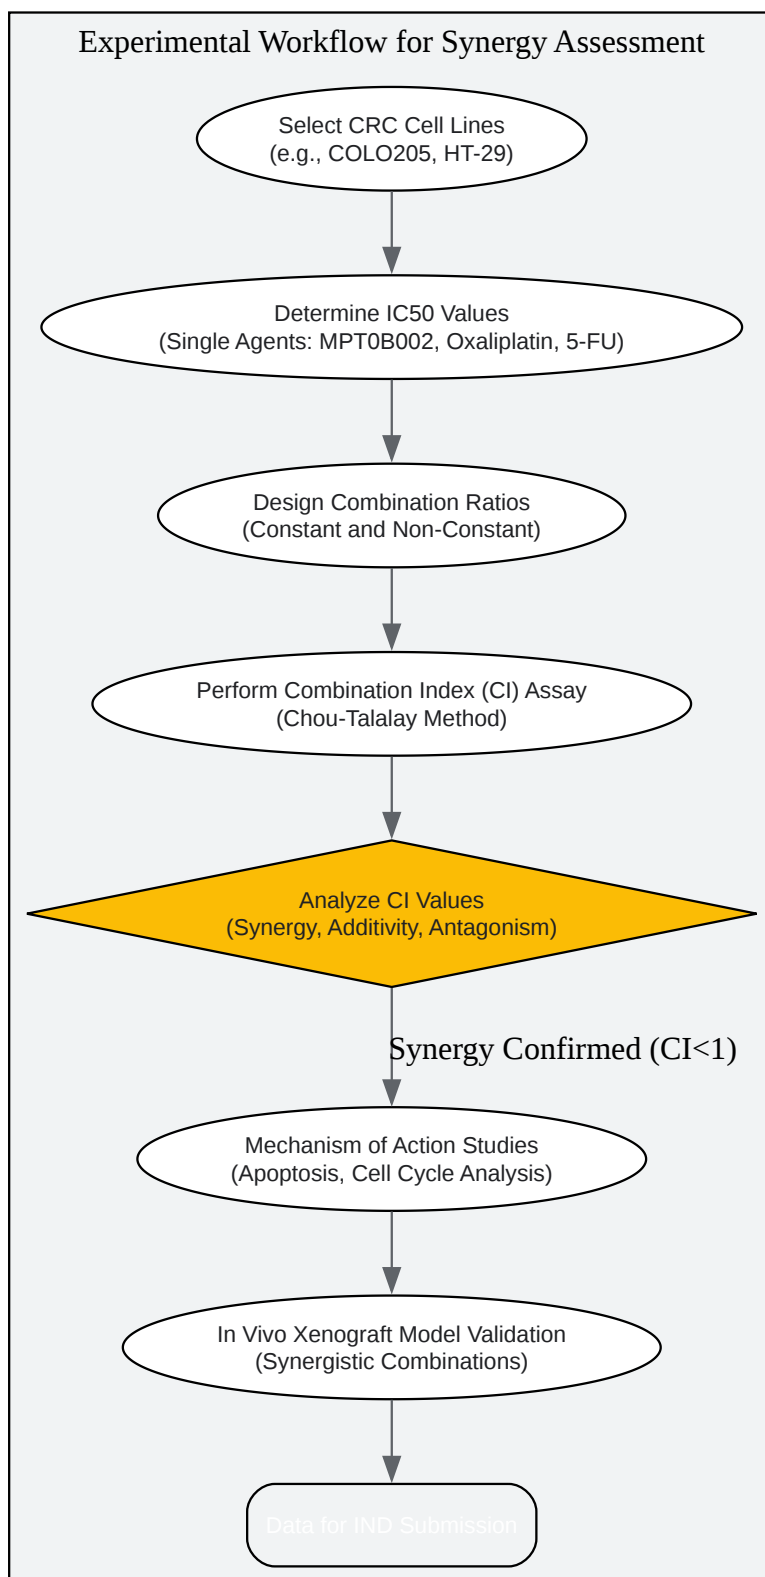 Experimental Workflow for Synergy Assessment
Select CRC Cell Lines
(e.g., COLO205, HT-29)
Determine IC50 Values
(Single Agents: MPT0B002, Oxaliplatin, 5-FU)
Design Combination Ratios
(Constant and Non-Constant)
Perform Combination Index (CI) Assay
(Chou-Talalay Method)
Analyze CI Values
(Synergy, Additivity, Antagonism)
Synergy Confirmed (CI<1)
Mechanism of Action Studies
(Apoptosis, Cell Cycle Analysis)
In Vivo Xenograft Model Validation
(Synergistic Combinations)
Data for IND Submission